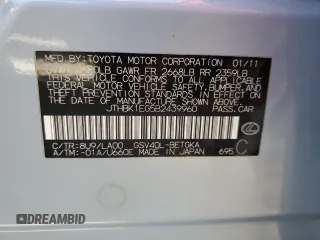 MFD.BY:TOYOTA MOTOR CORPORATION 01/11
GAWR FR 2668LB RR 2359LB
THIS VEHICLE CONFORMS TO ALL APPLICABLE
FEDERAL MOTOR VEHICLE SAFETY,BUMPER,AND
THEFT PREVENTION STANDARDS IN EFFECT ON
THE DATE OF MANUFACTURE SHOWN ABOVE.
JTHBK1EG5B2439960 PASS.CAR
C/TR:8U9/LA00 GSV40L-BETGKA
A/TM:-01A/U660E MADE IN JAPAN 695
C
DREAMBID